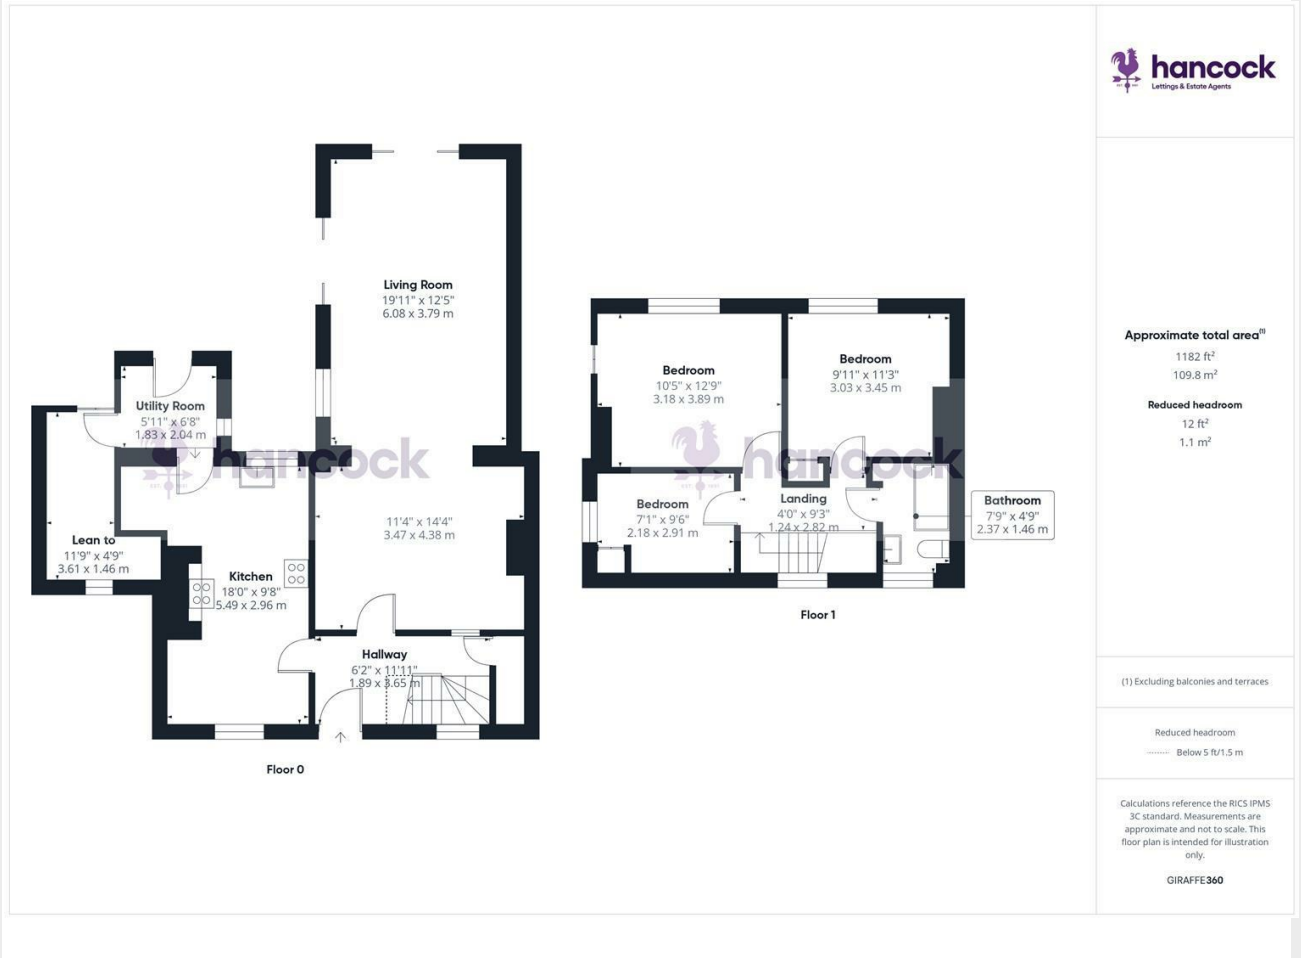 hancock
Lettings & Estate Agents
Living Room
19'11" x 12'5"
6.08 x 3.79 m
Utility Room
5'11" x 6'8"
1.83 x 2.04 m
hancock
11'4" x 14'4"
3.47 x 4.38 m
Lean to
11'9" x 4'9"
3.61 x 1.46 m
Kitchen
18'0" x 9'8"
5.49 x 2.96 m
Hallway
6'2" x 11'11"
1.89 x 3.65 m
Floor 0
Bedroom
10'5" x 12'9"
3.18 x 3.89 m
Bedroom
9'11" x 11'3"
3.03 x 3.45 m
hancock
Bedroom
7'1" x 9'6"
2.18 x 2.91 m
Landing
4'0" x 9'3"
1.24 x 2.82 m
Bathroom
7'9" x 4'9"
2.37 x 1.46 m
Floor 1
Approximate total area(1)
1182 ft²
109.8 m²
Reduced headroom
12 ft²
1.1 m²
(1) Excluding balconies and terraces
Reduced headroom
Below 5 ft/1.5 m
Calculations reference the RICS IPMS
3C standard. Measurements are
approximate and not to scale. This
floor plan is intended for illustration
only.
GIRAFFE360